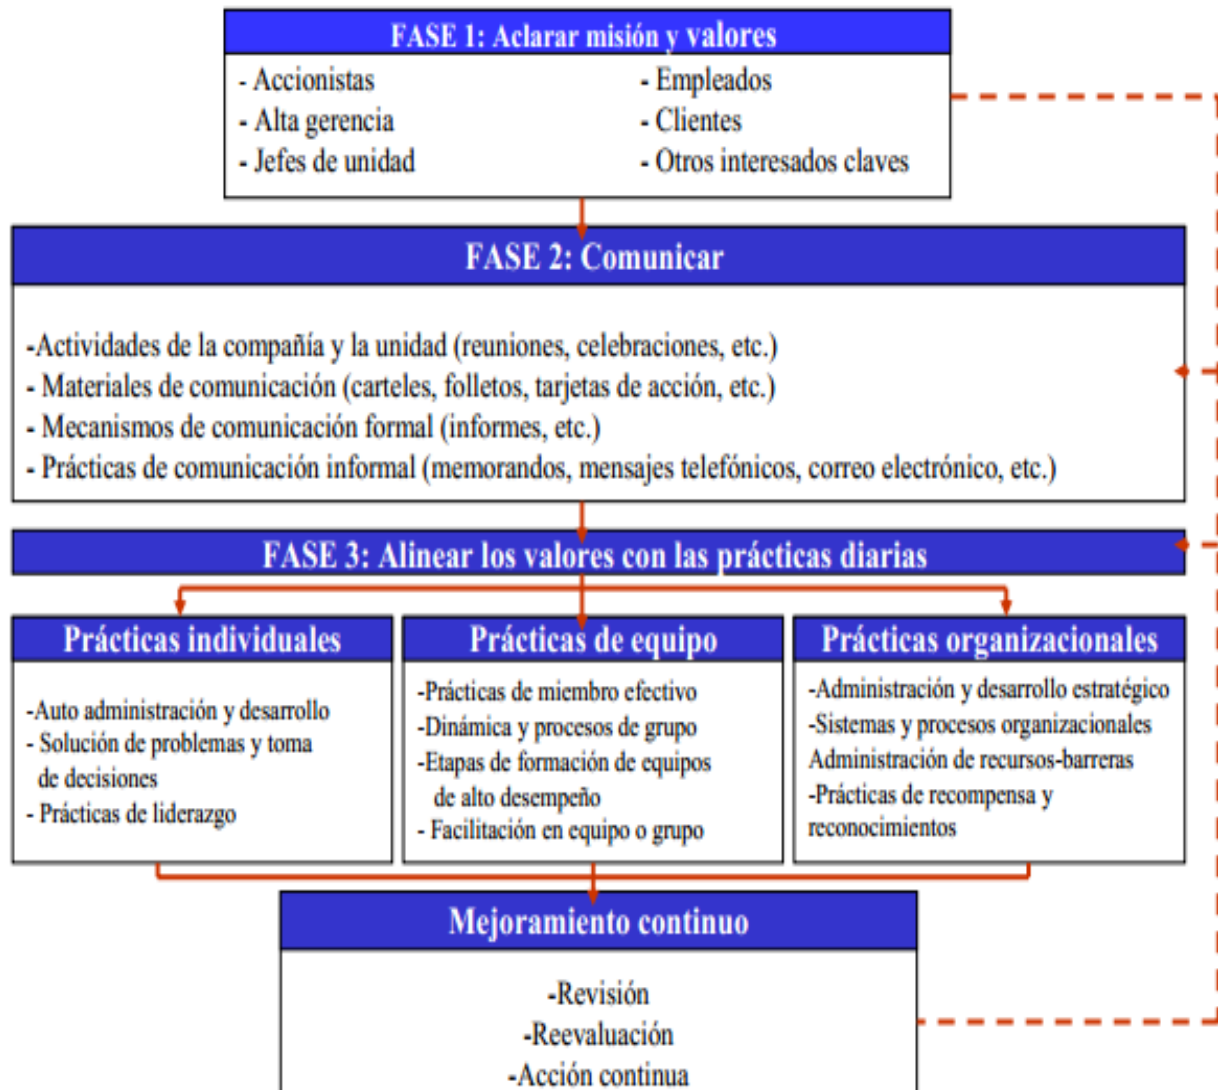 FASE 1: Aclarar misión y valores
- Accionistas
- Alta gerencia
- Jefes de unidad
- Empleados
- Clientes
- Otros interesados claves
FASE 2: Comunicar
-Actividades de la compañía y la unidad (reuniones, celebraciones, etc.)
- Materiales de comunicación (carteles, folletos, tarjetas de acción, etc.)
- Mecanismos de comunicación formal (informes, etc.)
- Prácticas de comunicación informal (memorandos, mensajes telefónicos, correo electrónico, etc.)
FASE 3: Alinear los valores con las prácticas diarias
Prácticas individuales
-Auto administración y desarrollo
- Solución de problemas y toma
de decisiones
- Prácticas de liderazgo
Prácticas de equipo
-Prácticas de miembro efectivo
-Dinámica y procesos de grupo
-Etapas de formación de equipos
de alto desempeño
- Facilitación en equipo o grupo
Prácticas organizacionales
-Administración y desarrollo estratégico
-Sistemas y procesos organizacionales
Administración de recursos-barreras
-Prácticas de recompensa y
reconocimientos
Mejoramiento continuo
-Revisión
-Reevaluación
-Acción continua